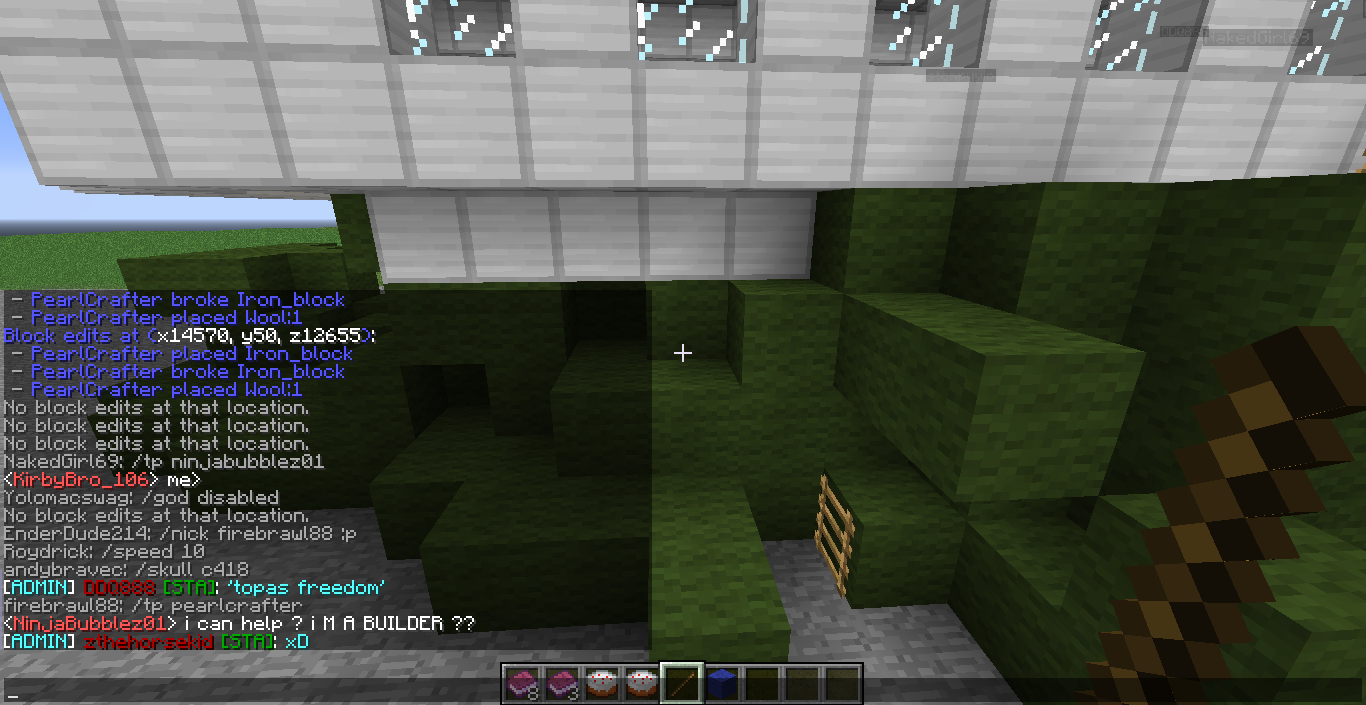 NakedGirl69
- PearlCrafter broke Iron_block
- PearlCrafter placed Wool:1
Block edits at (x14570, y50, z12655):
- PearlCrafter placed Iron_block
- PearlCrafter broke Iron_block
- PearlCrafter placed Wool:1
No block edits at that location.
No block edits at that location.
No block edits at that location.
NakedGirl69: /tp ninjabubblez01
<KirbyBro_106> me>
Yolomacswag: /god disabled
No block edits at that location.
EnderDude214: /nick firebrawl88 :p
Roydrick: /speed 10
andybravec: /skull c418
[ADMIN] DDQ888 [STA]: 'topas freedom'
firebrawl88: /tp pearlcrafter
<NinjaBubblez01> i can help ? i M A BUILDER ??
[ADMIN] zthehorsekid [STA]: xD
_
8
3